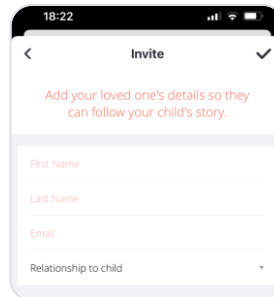 18:22
Invite
Add your loved one's details so they
can follow your child's story.
First Name
Last Name
Email
Relationship to child